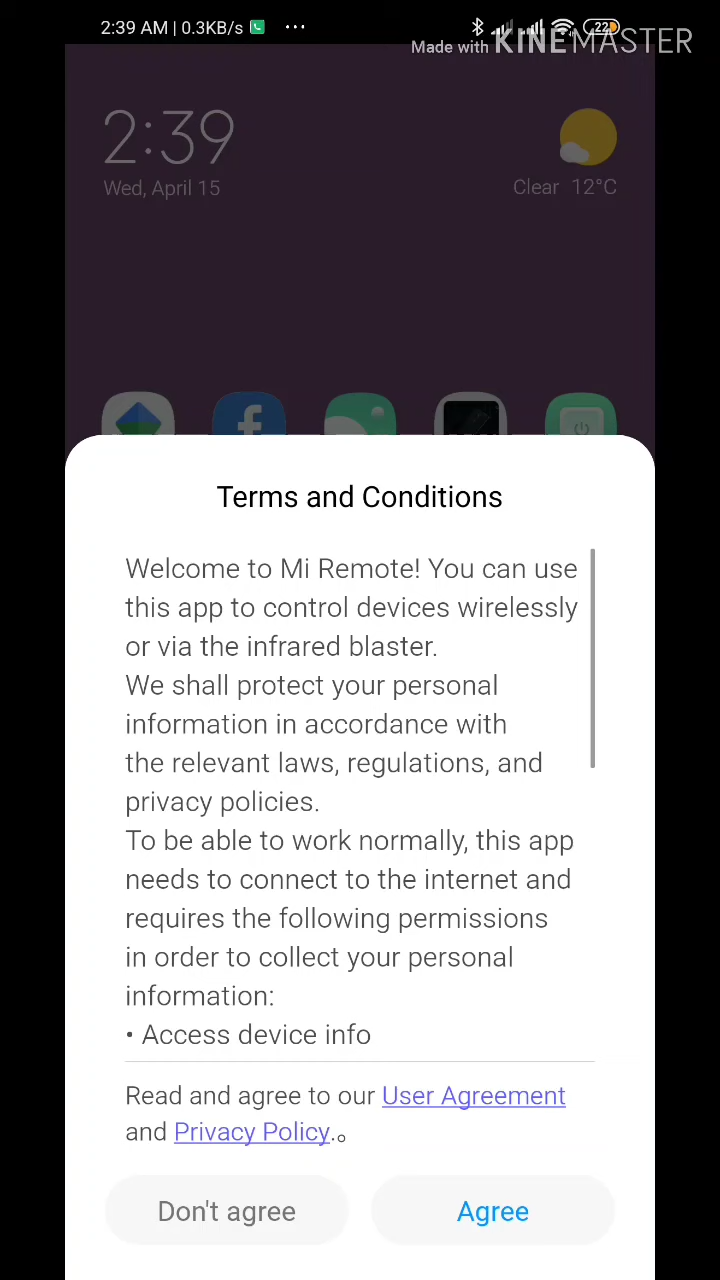 2:39 AM | 0.3KB/s ...
22
Made with KINEMASTER
2:39
Wed, April 15
Clear 12°C
Terms and Conditions
Welcome to Mi Remote! You can use
this app to control devices wirelessly
or via the infrared blaster.
We shall protect your personal
information in accordance with
the relevant laws, regulations, and
privacy policies.
To be able to work normally, this app
needs to connect to the internet and
requires the following permissions
in order to collect your personal
information:
• Access device info
Read and agree to our User Agreement
and Privacy Policy.。
Don't agree
Agree